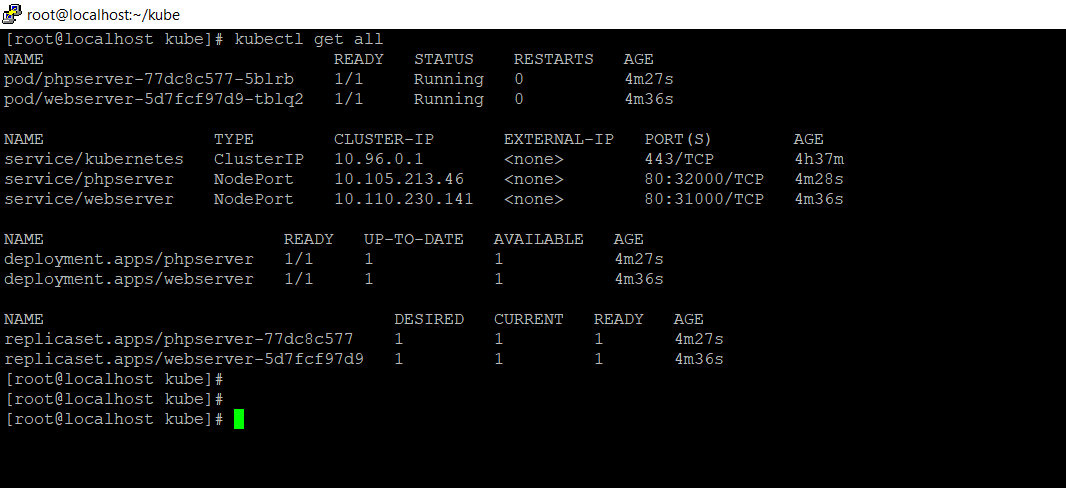 root@localhost:~/kube
[root@localhost kube]# kubectl get all
NAME                             READY   STATUS    RESTARTS   AGE
pod/phpserver-77dc8c577-5blrb    1/1     Running   0          4m27s
pod/webserver-5d7fcf97d9-tblq2   1/1     Running   0          4m36s
NAME                 TYPE        CLUSTER-IP       EXTERNAL-IP   PORT(S)        AGE
service/kubernetes   ClusterIP   10.96.0.1        <none>        443/TCP        4h37m
service/phpserver    NodePort    10.105.213.46    <none>        80:32000/TCP   4m28s
service/webserver    NodePort    10.110.230.141   <none>        80:31000/TCP   4m36s
NAME                        READY   UP-TO-DATE   AVAILABLE   AGE
deployment.apps/phpserver   1/1     1            1           4m27s
deployment.apps/webserver   1/1     1            1           4m36s
NAME                                   DESIRED   CURRENT   READY   AGE
replicaset.apps/phpserver-77dc8c577    1         1         1       4m27s
replicaset.apps/webserver-5d7fcf97d9   1         1         1       4m36s
[root@localhost kube]#
[root@localhost kube]#
[root@localhost kube]#